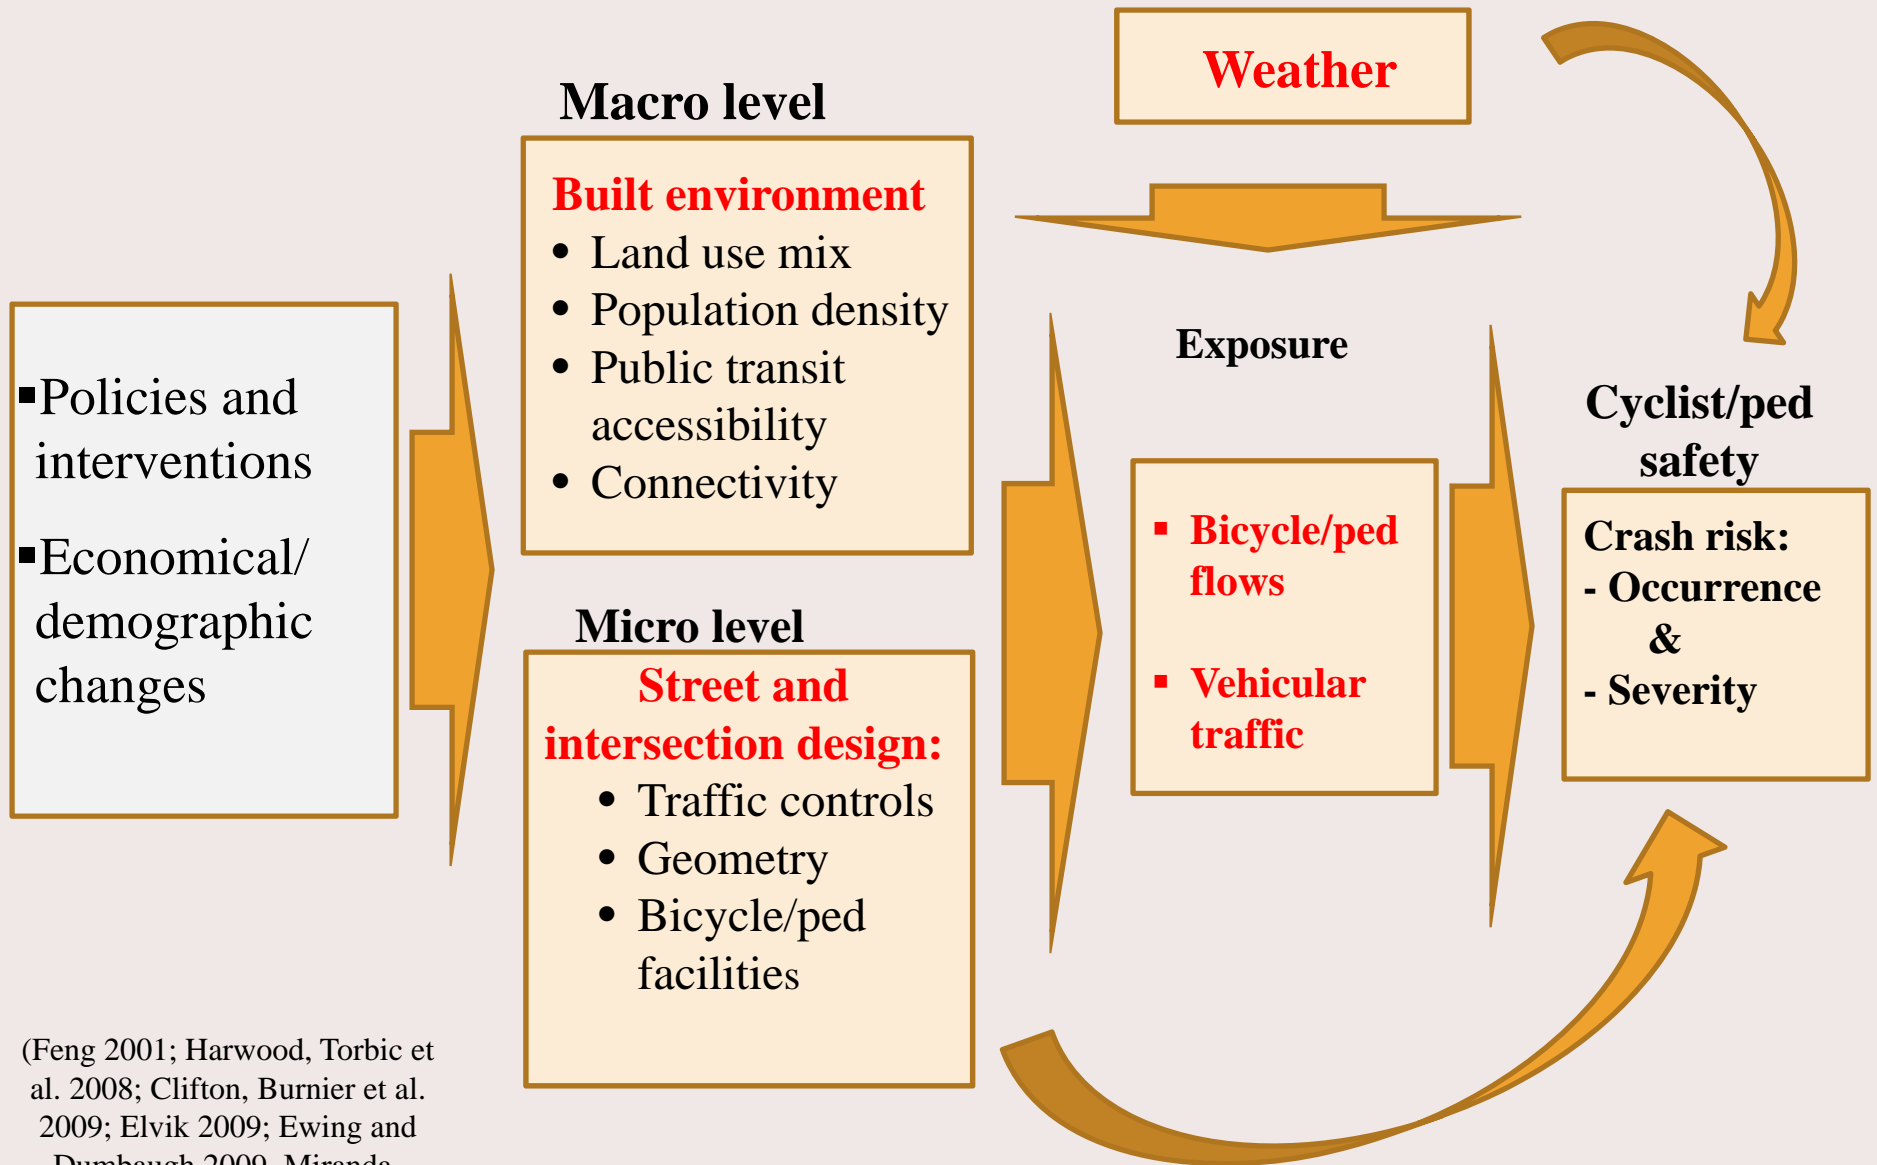 Weather
Macro level
Built environment
• Land use mix
• Population density
• Public transit
accessibility
• Connectivity
▪Policies and
interventions
▪Economical/
demographic
changes
Micro level
Street and
intersection design:
• Traffic controls
• Geometry
• Bicycle/ped
facilities
Exposure
▪ Bicycle/ped
flows
▪ Vehicular
traffic
Cyclist/ped
safety
Crash risk:
- Occurrence
&
- Severity
(Feng 2001; Harwood, Torbic et
al. 2008; Clifton, Burnier et al.
2009; Elvik 2009; Ewing and
Dumbaugh 2009, Miranda